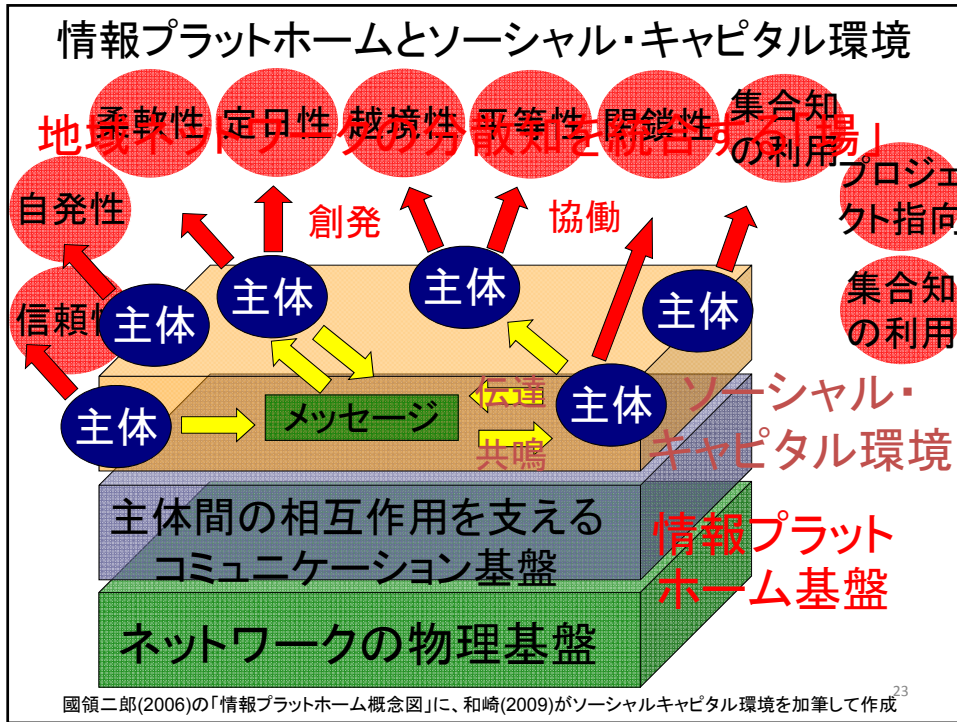 情報プラットホームとソーシャル・キャピタル環境
柔軟性
定日性
越境性
平等性
閉鎖性
集合知
の利用
地域ネットワークの分散知を統合する「場」
自発性
プロジェ
クト指向
創発
協働
信頼
集合知
の利用
主体
主体
主体
主体
主体
主体
メッセージ
伝達
共鳴
ソーシャル・
キャピタル環境
主体間の相互作用を支える
コミュニケーション基盤
情報プラット
ホーム基盤
ネットワークの物理基盤
國領二郎(2006)の「情報プラットホーム概念図」に、和崎(2009)がソーシャルキャピタル環境を加筆して作成
23